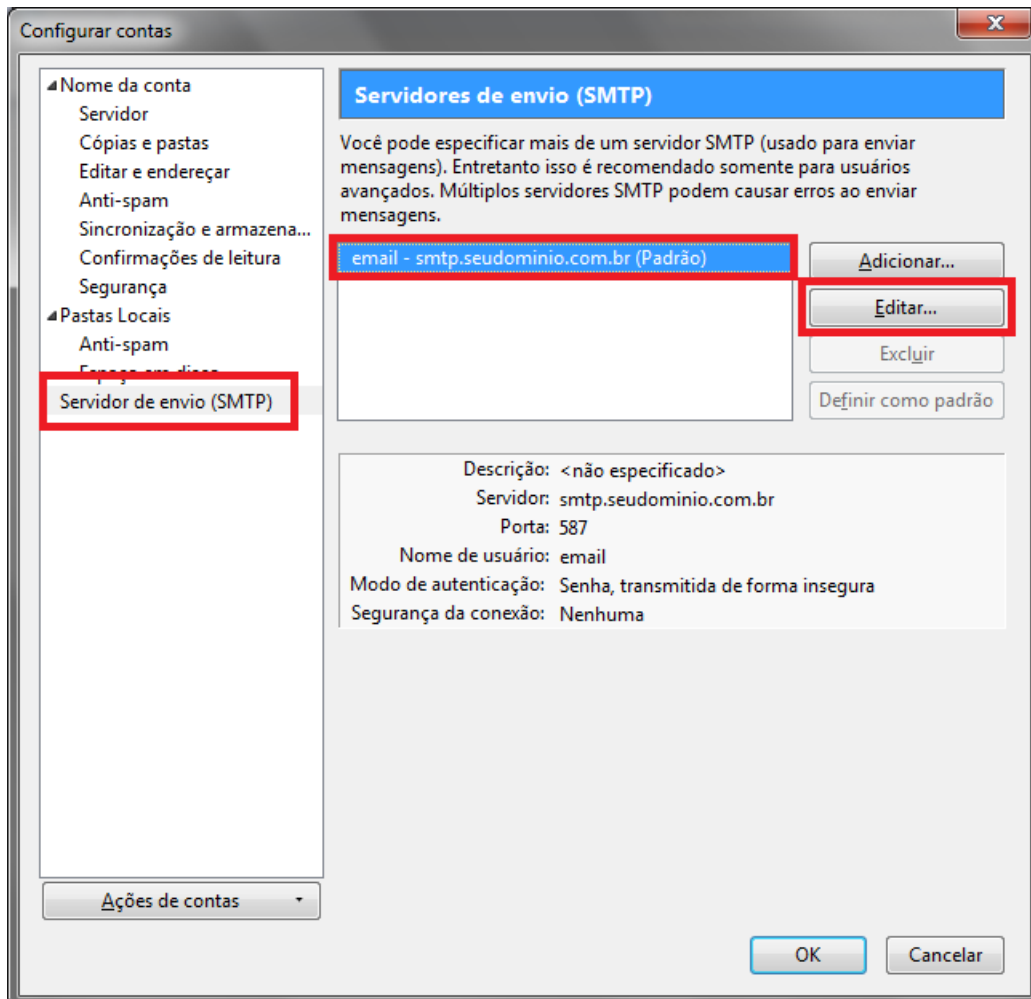 Configurar contas
Nome da conta
Servidor
Cópias e pastas
Editar e endereçar
Anti-spam
Sincronização e armazena...
Confirmações de leitura
Segurança
Pastas Locais
Anti-spam
Espaço em disco
Servidor de envio (SMTP)
Ações de contas
Servidores de envio (SMTP)
Você pode especificar mais de um servidor SMTP (usado para enviar
mensagens). Entretanto isso é recomendado somente para usuários
avançados. Múltiplos servidores SMTP podem causar erros ao enviar
mensagens.
email - smtp.seudominio.com.br (Padrão)
Adicionar...
Editar...
Excluir
Definir como padrão
Descrição: <não especificado>
Servidor: smtp.seudominio.com.br
Porta: 587
Nome de usuário: email
Modo de autenticação: Senha, transmitida de forma insegura
Segurança da conexão: Nenhuma
OK
Cancelar